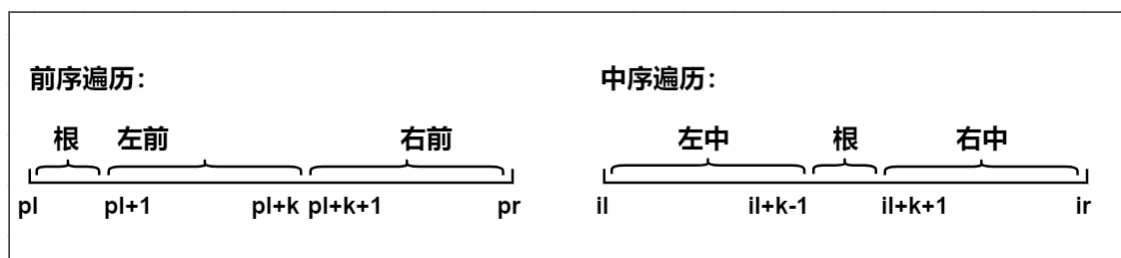 前序遍历： 中序遍历：
根 左前 右前 左中 根 右中
pl pl+1 pl+k pl+k+1 pr il il+k-1 il+k+1 ir